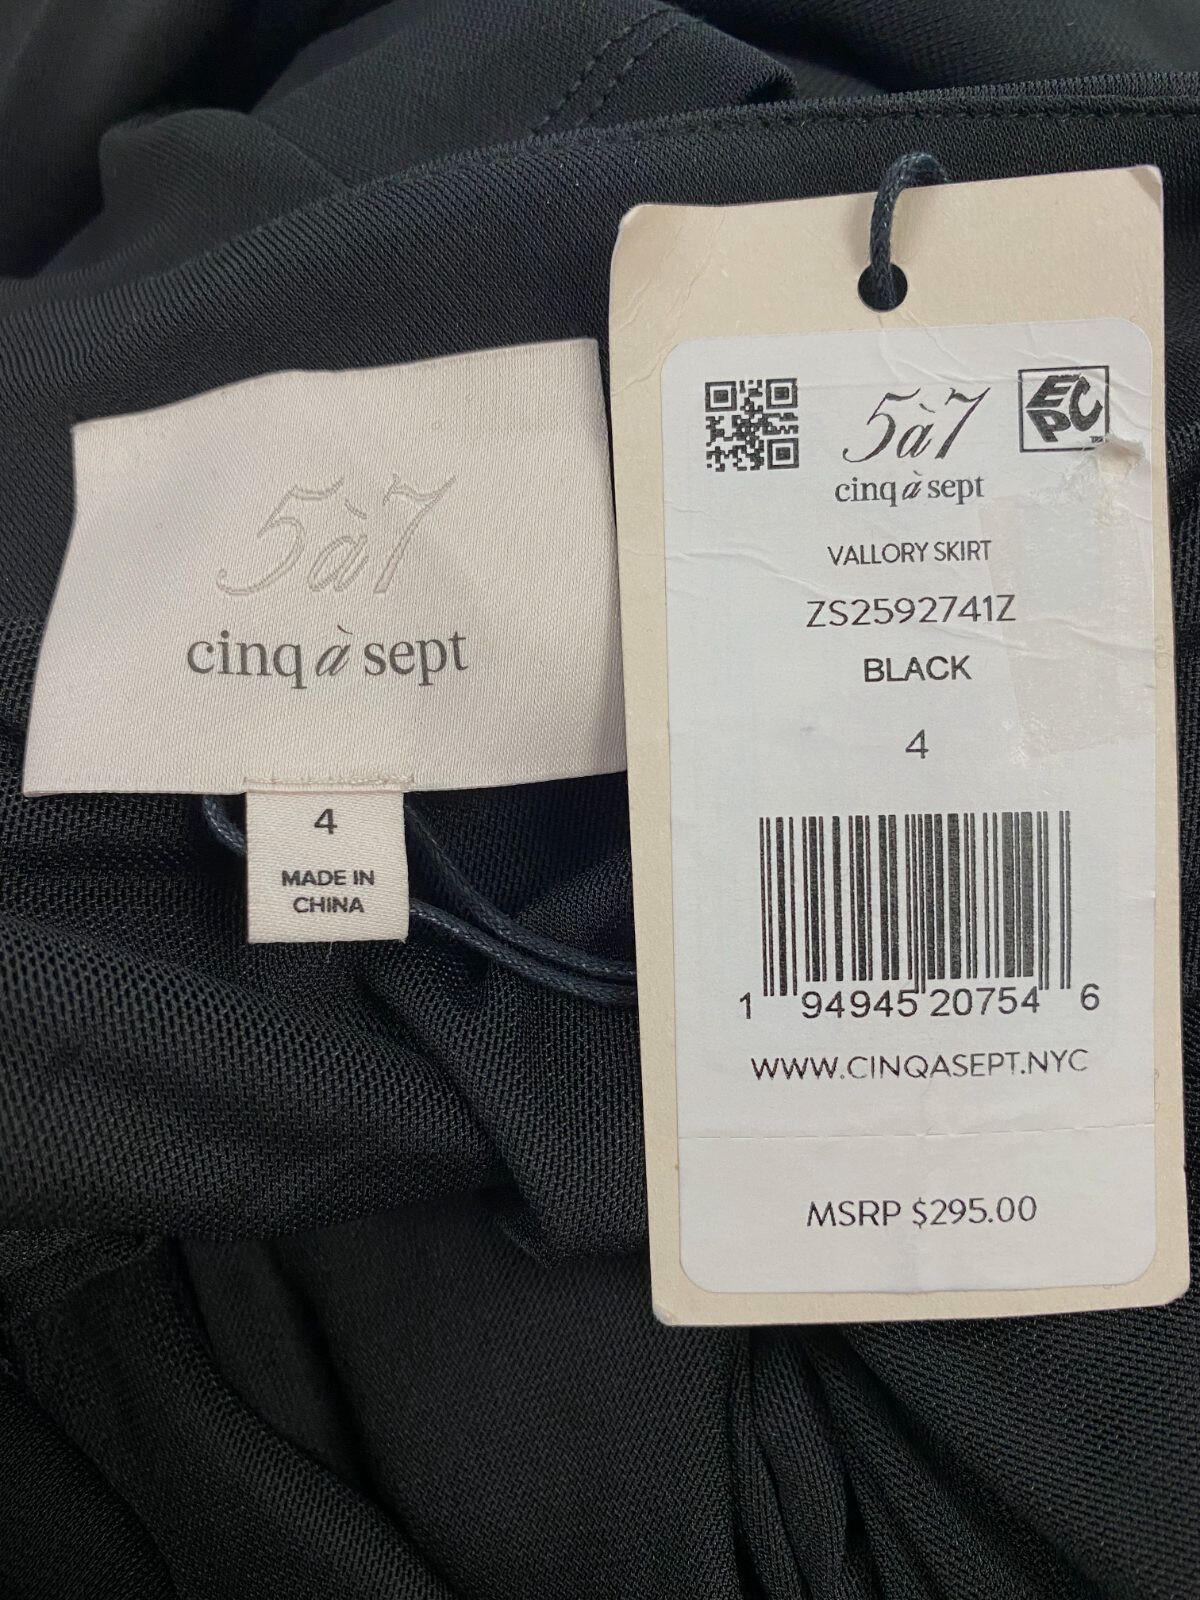 5à7
cinq à sept
4
MADE IN
CHINA
5à7
EPC
cinq à sept
VALLORY SKIRT
ZS2592741Z
BLACK
4
1 94945 20754 6
WWW.CINQASEPT.NYC
MSRP $295.00